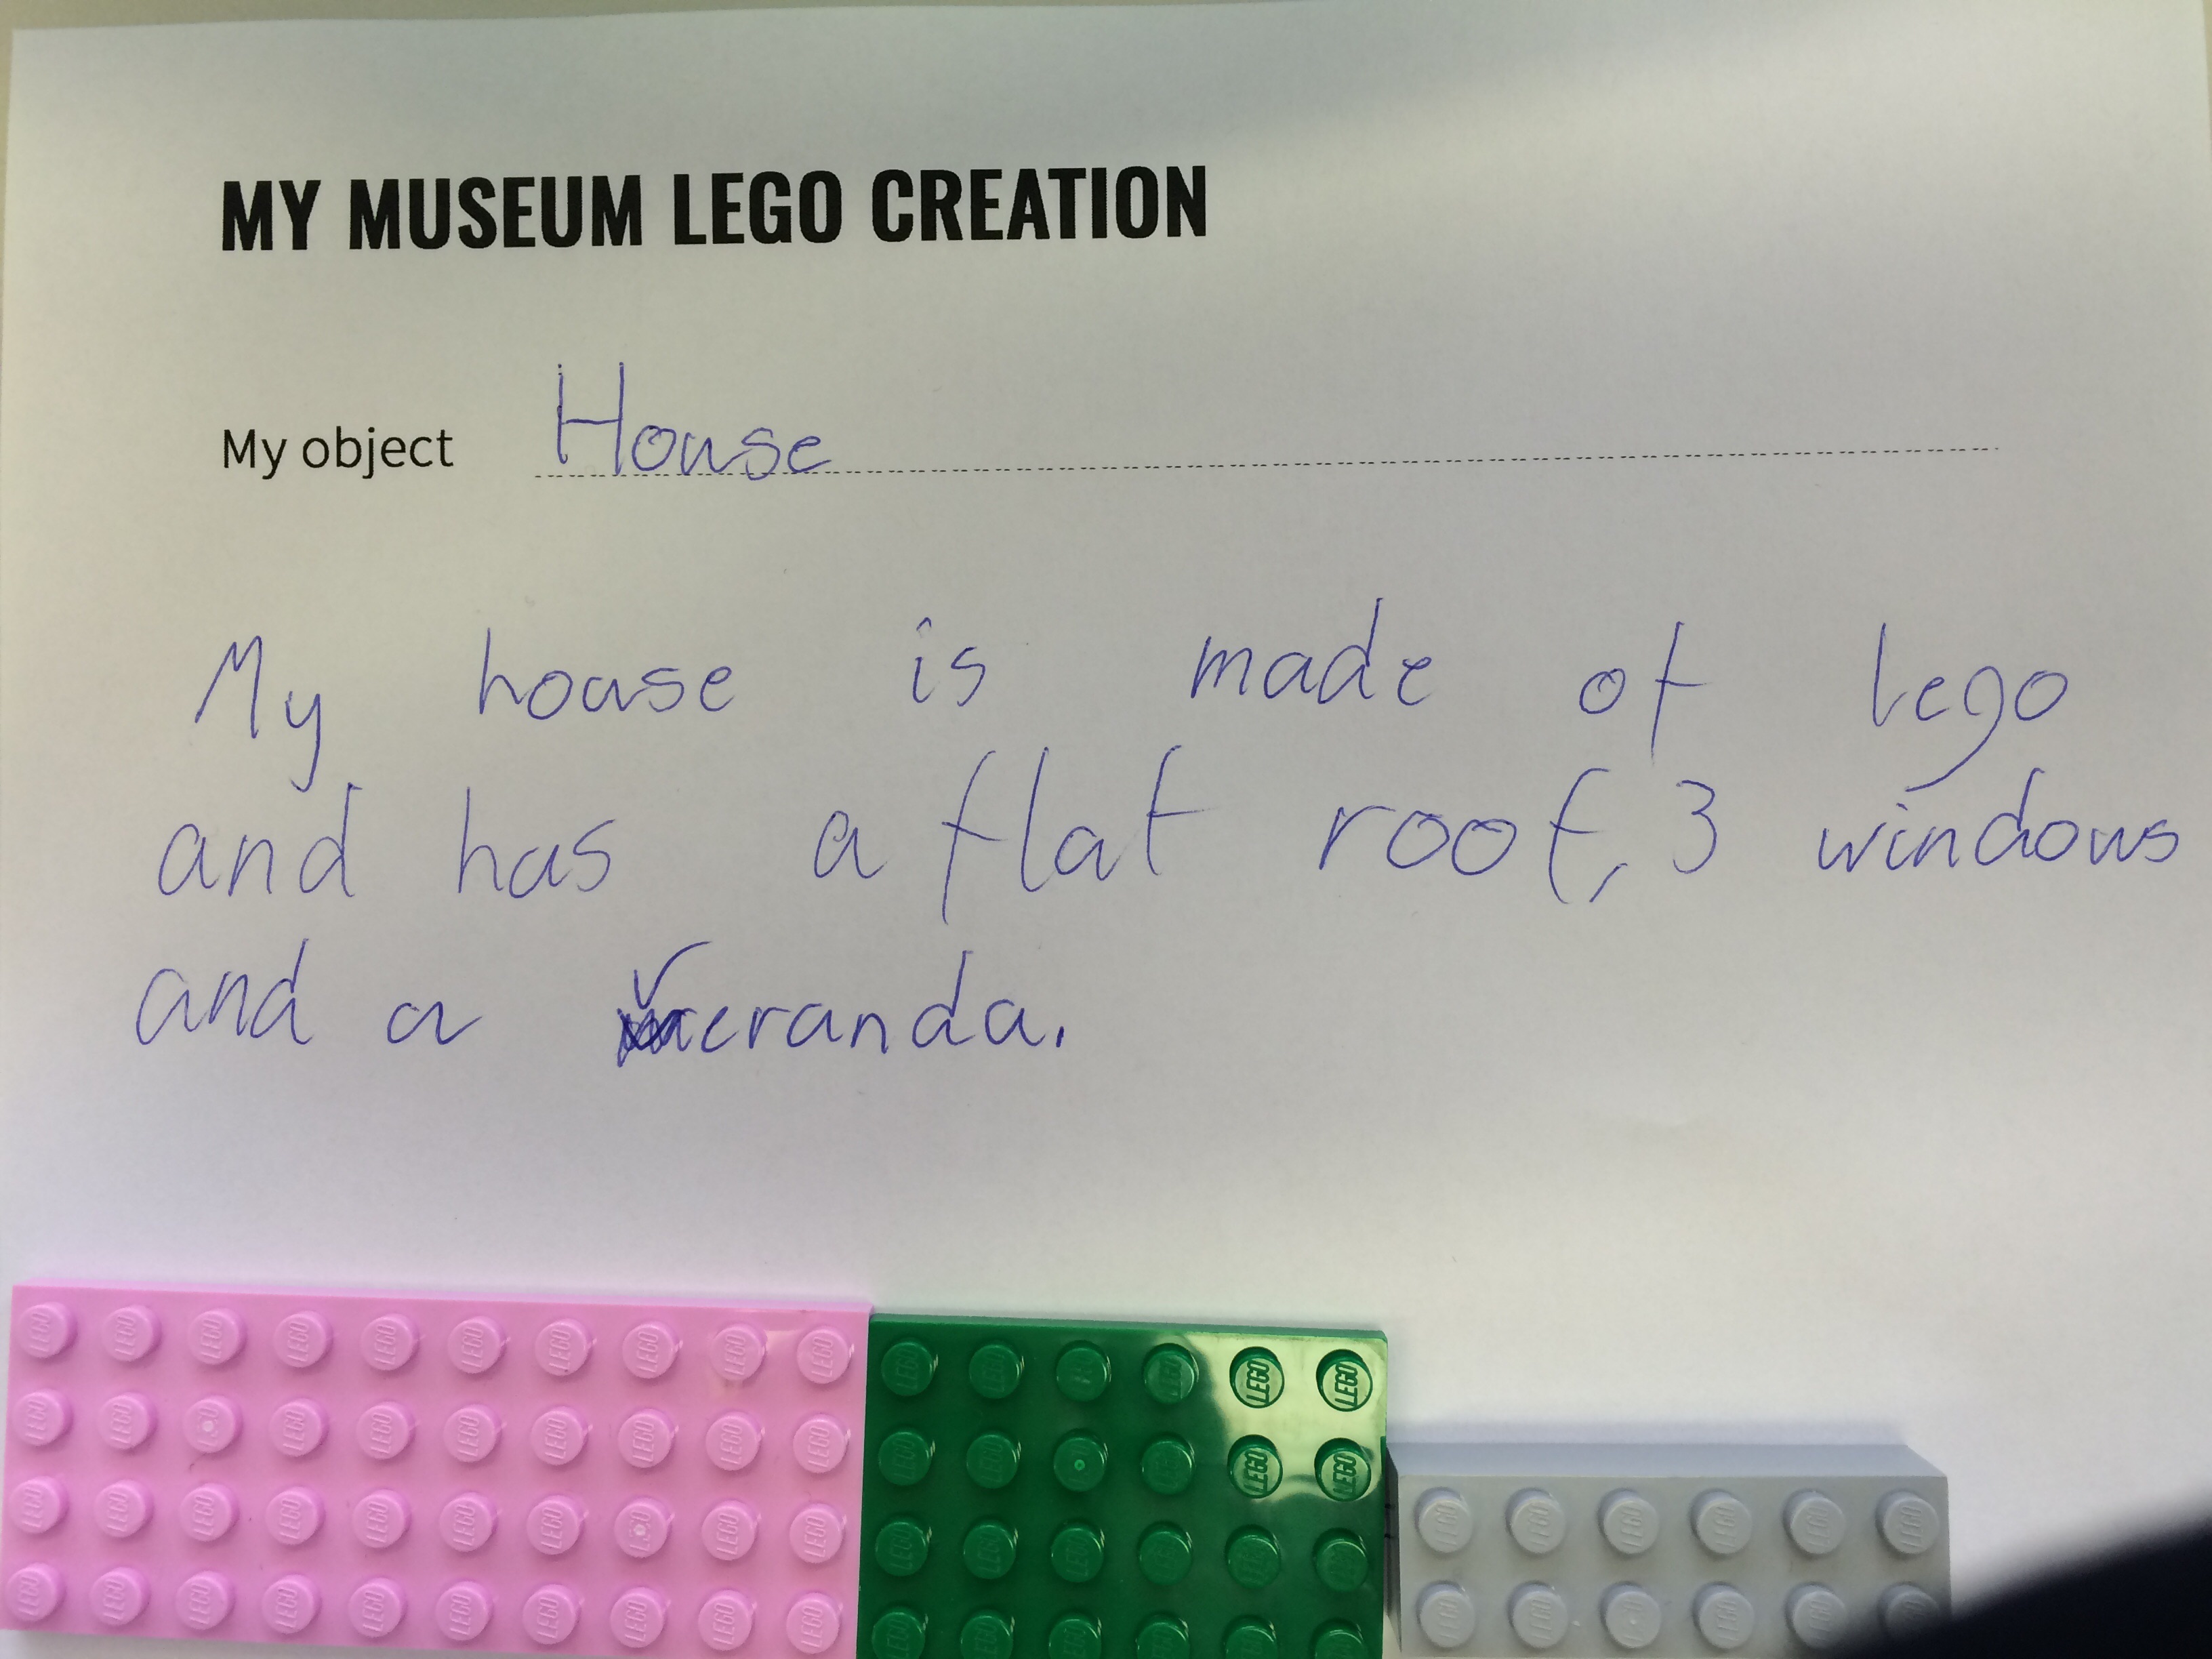 MY MUSEUM LEGO CREATION
My object House
My house is made of lego
and has a flat roof, 3 windows
and a veranda.